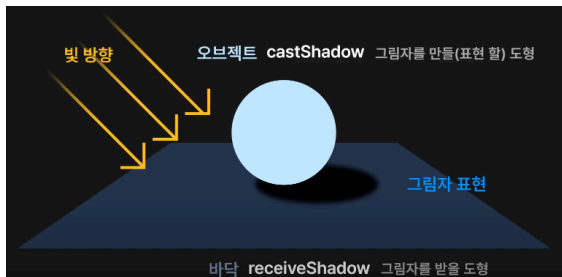 빛 방향
오브젝트 castShadow 그림자를 만들(표현 할) 도형
그림자 표현
바닥 receiveShadow 그림자를 받을 도형